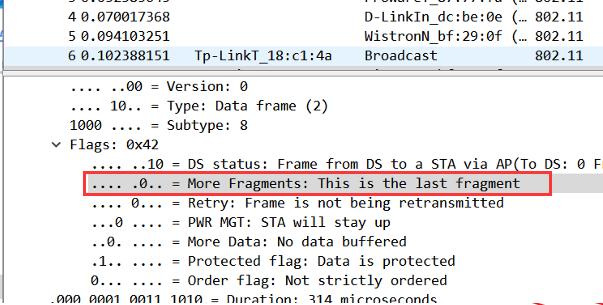 4 0.070017368 D-LinkIn_dc:be:0e (… 802.11
5 0.094103251 WistronN_bf:29:0f (… 802.11
6 0.102388651 Tp-LinkT_18:c1:4a Broadcast 802.11
.... ..00 = Version: 0
.... 10.. = Type: Data frame (2)
1000 .... = Subtype: 8
Flags: 0x42
.... ..10 = DS status: Frame from DS to a STA via AP(To DS: 0 F
.... .0.. = More Fragments: This is the last fragment
.... 0... = Retry: Frame is not being retransmitted
...0 .... = PWR MGT: STA will stay up
..0. .... = More Data: No data buffered
.1.. .... = Protected flag: Data is protected
0... .... = Order flag: Not strictly ordered
.000 0001 0011 1010 = Duration: 314 microseconds